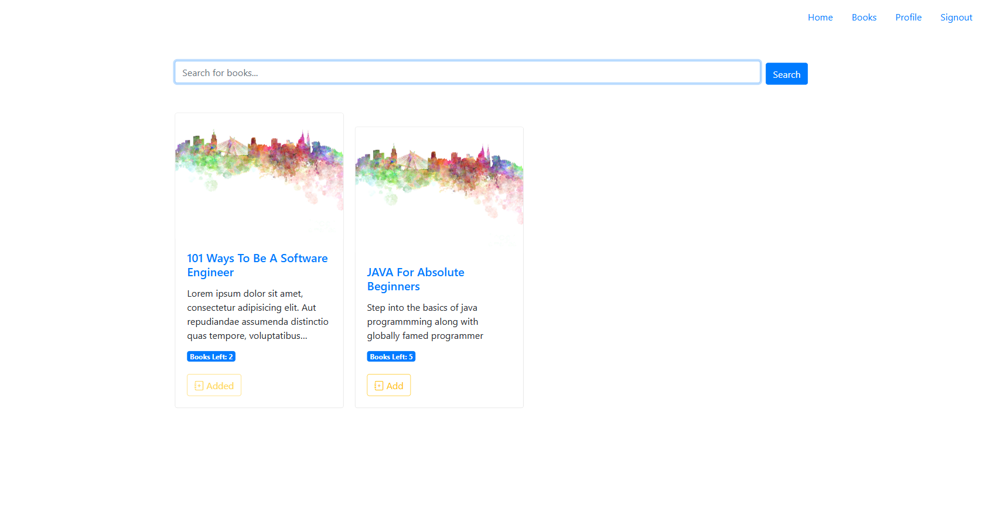 Home Books Profile Signout
Search for books...
Search
101 Ways To Be A Software
Engineer
Lorem ipsum dolor sit amet,
consectetur adipisicing elit. Aut
repudiandae assumenda distinctio
quas tempore, voluptatibus...
Books Left: 2
Added
JAVA For Absolute
Beginners
Step into the basics of java
programmming along with
globally famed programmer
Books Left: 5
Add